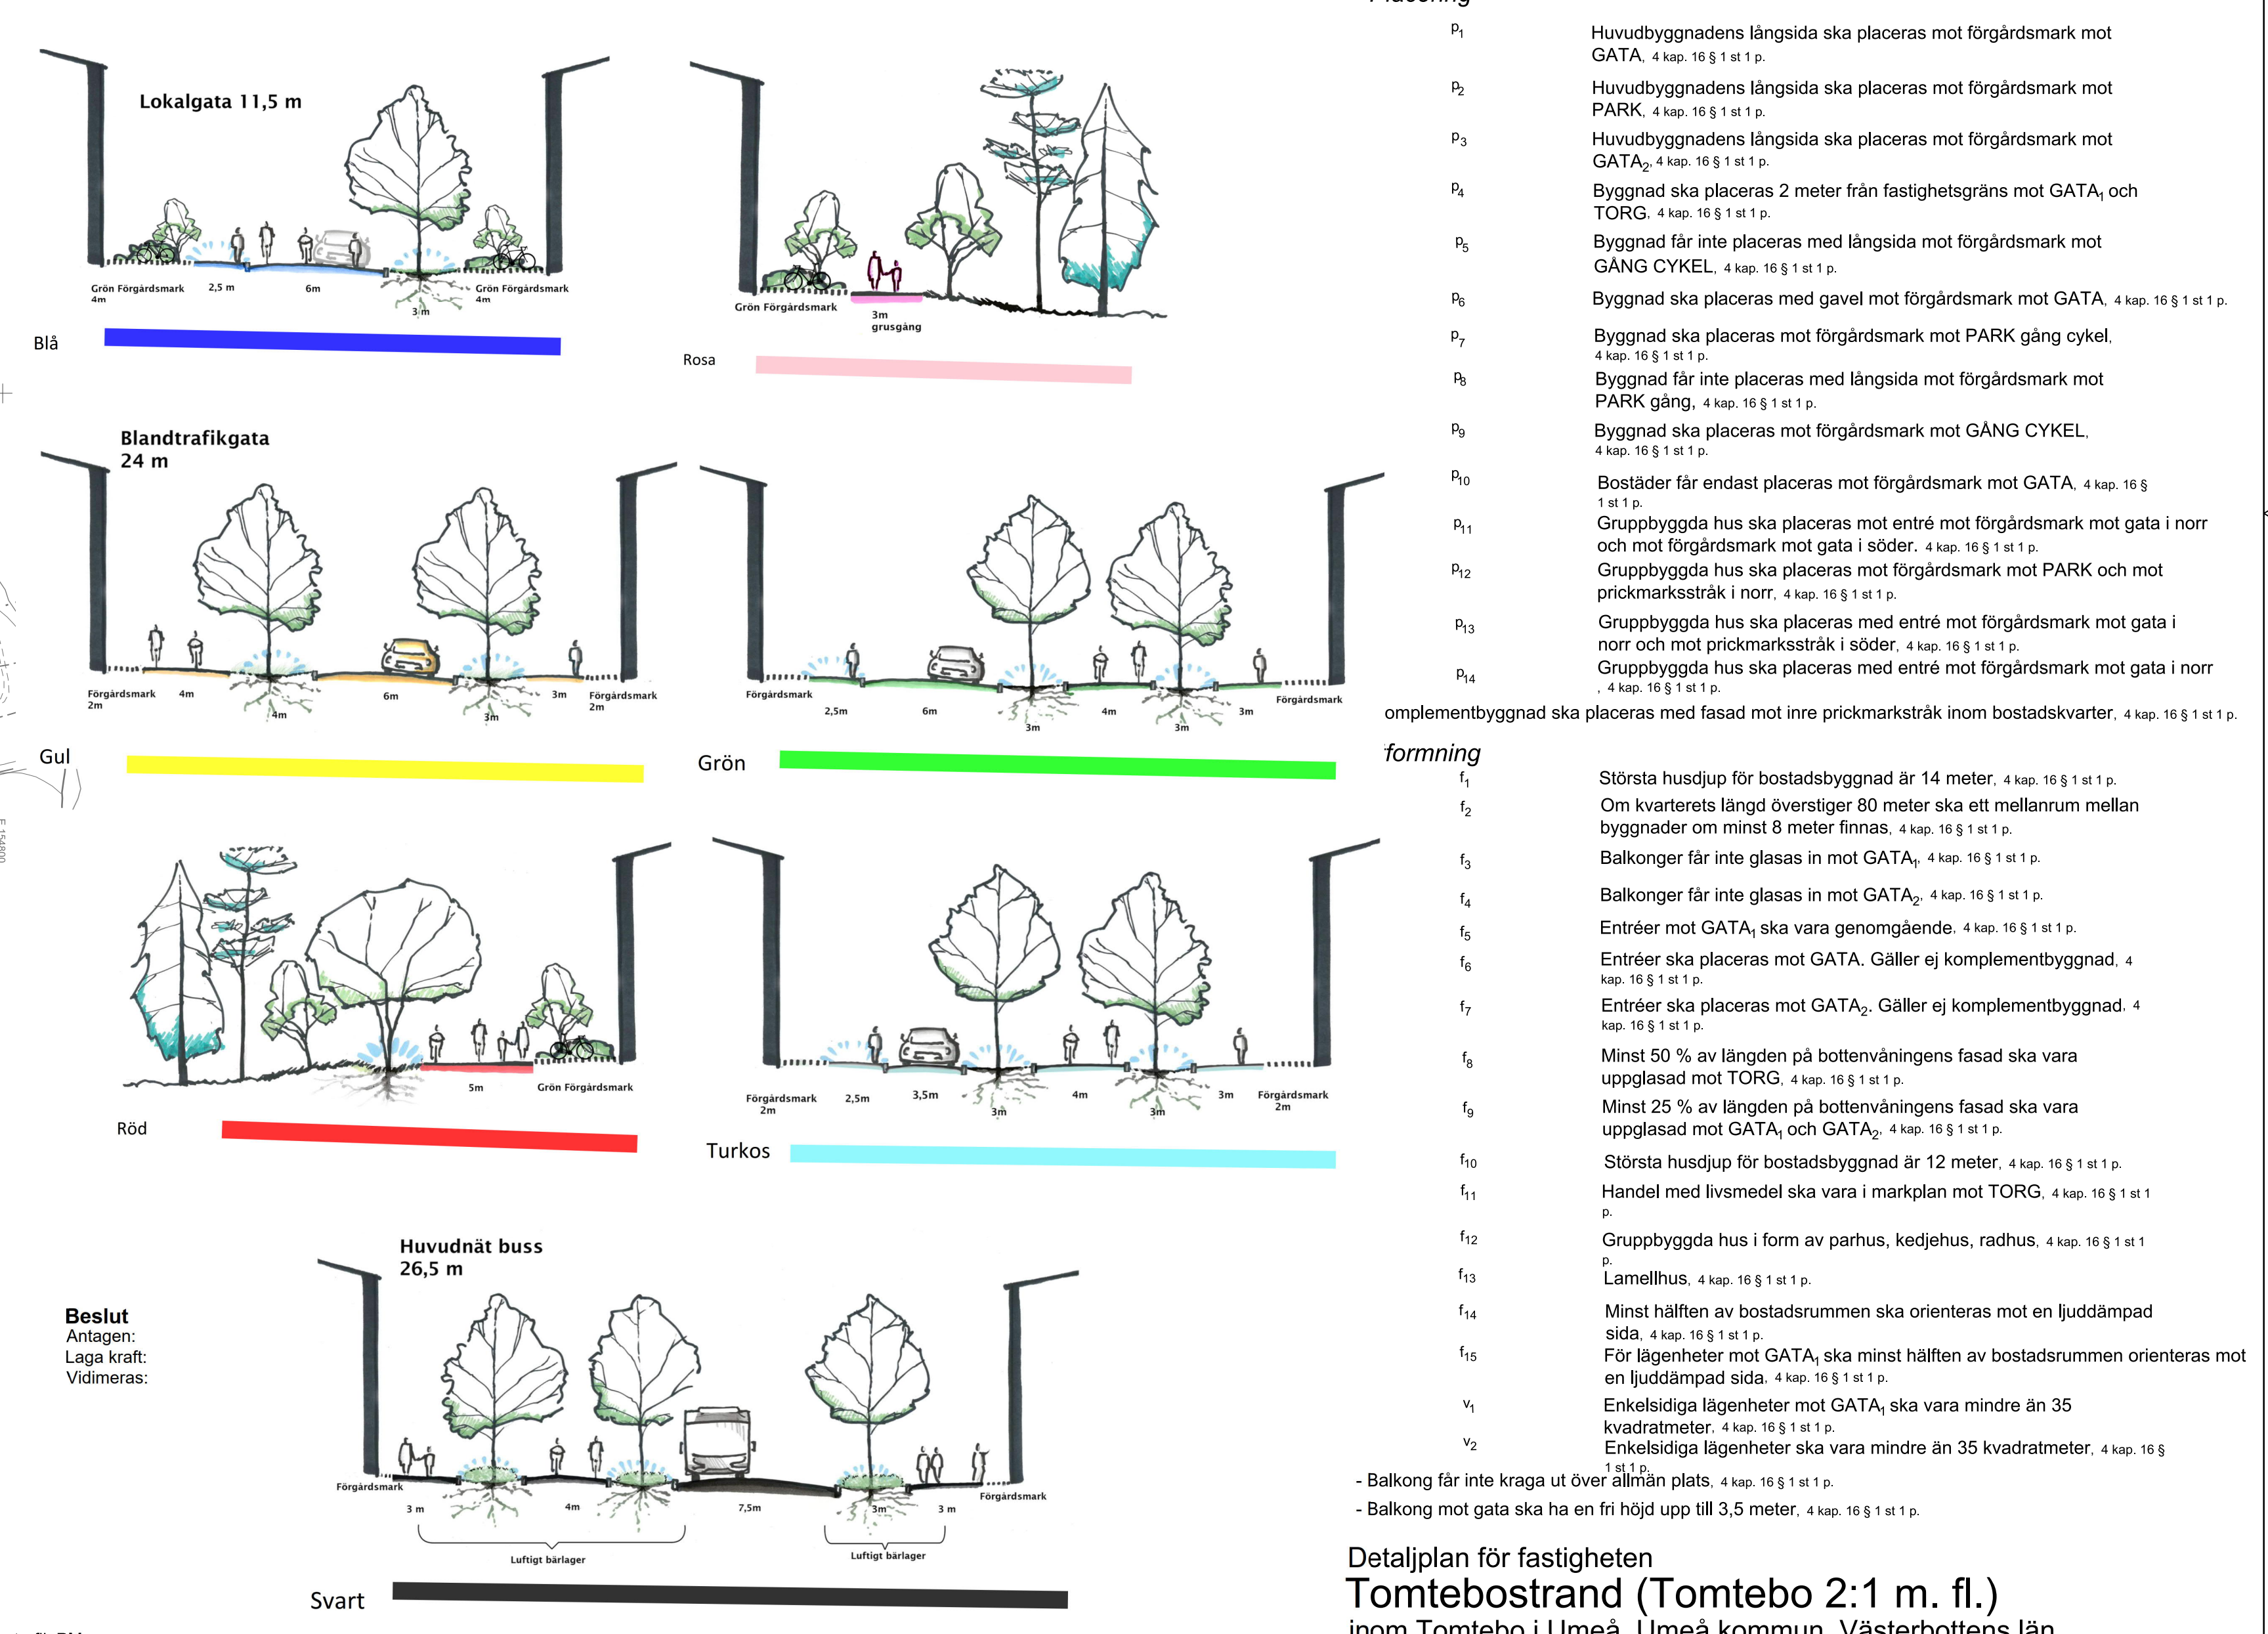 Lokalgata 11,5 m
Grön Förgårdsmark
4m
2,5 m
6m
3 m
Grön Förgårdsmark
4m
Blå
Grön Förgårdsmark
3m
grusgång
Rosa
Blandtrafikgata
24 m
Förgårdsmark
2m
4m
4m
6m
3m
3m
Förgårdsmark
2m
Gul
Förgårdsmark
2,5m
6m
3m
4m
3m
3m
Förgårdsmark
Grön
5m
Grön Förgårdsmark
Röd
Förgårdsmark
2m
2,5m
3,5m
3m
4m
3m
3m
Förgårdsmark
2m
Turkos
Huvudnät buss
26,5 m
Förgårdsmark
3 m
4m
7,5m
3m
3 m
Förgårdsmark
Luftigt bärlager
Luftigt bärlager
Svart
Beslut
Antagen:
Laga kraft:
Vidimeras:
E 154800
Placering
p1 Huvudbyggnadens långsida ska placeras mot förgårdsmark mot
GATA, 4 kap. 16 § 1 st 1 p.
p2 Huvudbyggnadens långsida ska placeras mot förgårdsmark mot
PARK, 4 kap. 16 § 1 st 1 p.
p3 Huvudbyggnadens långsida ska placeras mot förgårdsmark mot
GATA2, 4 kap. 16 § 1 st 1 p.
p4 Byggnad ska placeras 2 meter från fastighetsgräns mot GATA1 och
TORG, 4 kap. 16 § 1 st 1 p.
p5 Byggnad får inte placeras med långsida mot förgårdsmark mot
GÅNG CYKEL, 4 kap. 16 § 1 st 1 p.
p6 Byggnad ska placeras med gavel mot förgårdsmark mot GATA, 4 kap. 16 § 1 st 1 p.
p7 Byggnad ska placeras mot förgårdsmark mot PARK gång cykel,
4 kap. 16 § 1 st 1 p.
p8 Byggnad får inte placeras med långsida mot förgårdsmark mot
PARK gång, 4 kap. 16 § 1 st 1 p.
p9 Byggnad ska placeras mot förgårdsmark mot GÅNG CYKEL,
4 kap. 16 § 1 st 1 p.
p10 Bostäder får endast placeras mot förgårdsmark mot GATA, 4 kap. 16 §
1 st 1 p.
p11 Gruppbyggda hus ska placeras mot entré mot förgårdsmark mot gata i norr
och mot förgårdsmark mot gata i söder. 4 kap. 16 § 1 st 1 p.
p12 Gruppbyggda hus ska placeras mot förgårdsmark mot PARK och mot
prickmarksstråk i norr, 4 kap. 16 § 1 st 1 p.
p13 Gruppbyggda hus ska placeras med entré mot förgårdsmark mot gata i
norr och mot prickmarksstråk i söder, 4 kap. 16 § 1 st 1 p.
p14 Gruppbyggda hus ska placeras med entré mot förgårdsmark mot gata i norr
, 4 kap. 16 § 1 st 1 p.
omplementbyggnad ska placeras med fasad mot inre prickmarkstråk inom bostadskvarter, 4 kap. 16 § 1 st 1 p.
formning
f1 Största husdjup för bostadsbyggnad är 14 meter, 4 kap. 16 § 1 st 1 p.
f2 Om kvarterets längd överstiger 80 meter ska ett mellanrum mellan
byggnader om minst 8 meter finnas, 4 kap. 16 § 1 st 1 p.
f3 Balkonger får inte glasas in mot GATA1, 4 kap. 16 § 1 st 1 p.
f4 Balkonger får inte glasas in mot GATA2, 4 kap. 16 § 1 st 1 p.
f5 Entréer mot GATA1 ska vara genomgående, 4 kap. 16 § 1 st 1 p.
f6 Entréer ska placeras mot GATA. Gäller ej komplementbyggnad, 4
kap. 16 § 1 st 1 p.
f7 Entréer ska placeras mot GATA2. Gäller ej komplementbyggnad, 4
kap. 16 § 1 st 1 p.
f8 Minst 50 % av längden på bottenvåningens fasad ska vara
uppglasad mot TORG, 4 kap. 16 § 1 st 1 p.
f9 Minst 25 % av längden på bottenvåningens fasad ska vara
uppglasad mot GATA1 och GATA2, 4 kap. 16 § 1 st 1 p.
f10 Största husdjup för bostadsbyggnad är 12 meter, 4 kap. 16 § 1 st 1 p.
f11 Handel med livsmedel ska vara i markplan mot TORG, 4 kap. 16 § 1 st 1
p.
f12 Gruppbyggda hus i form av parhus, kedjehus, radhus, 4 kap. 16 § 1 st 1
p.
f13 Lamellhus, 4 kap. 16 § 1 st 1 p.
f14 Minst hälften av bostadsrummen ska orienteras mot en ljuddämpad
sida, 4 kap. 16 § 1 st 1 p.
f15 För lägenheter mot GATA1 ska minst hälften av bostadsrummen orienteras mot
en ljuddämpad sida, 4 kap. 16 § 1 st 1 p.
v1 Enkelsidiga lägenheter mot GATA1 ska vara mindre än 35
kvadratmeter, 4 kap. 16 § 1 st 1 p.
v2 Enkelsidiga lägenheter ska vara mindre än 35 kvadratmeter, 4 kap. 16 §
1 st 1 p.
- Balkong får inte kraga ut över allmän plats, 4 kap. 16 § 1 st 1 p.
- Balkong mot gata ska ha en fri höjd upp till 3,5 meter, 4 kap. 16 § 1 st 1 p.
Detaljplan för fastigheten
Tomtebostrand (Tomtebo 2:1 m. fl.)
inom Tomtebo i Umeå, Umeå kommun, Västerbottens län